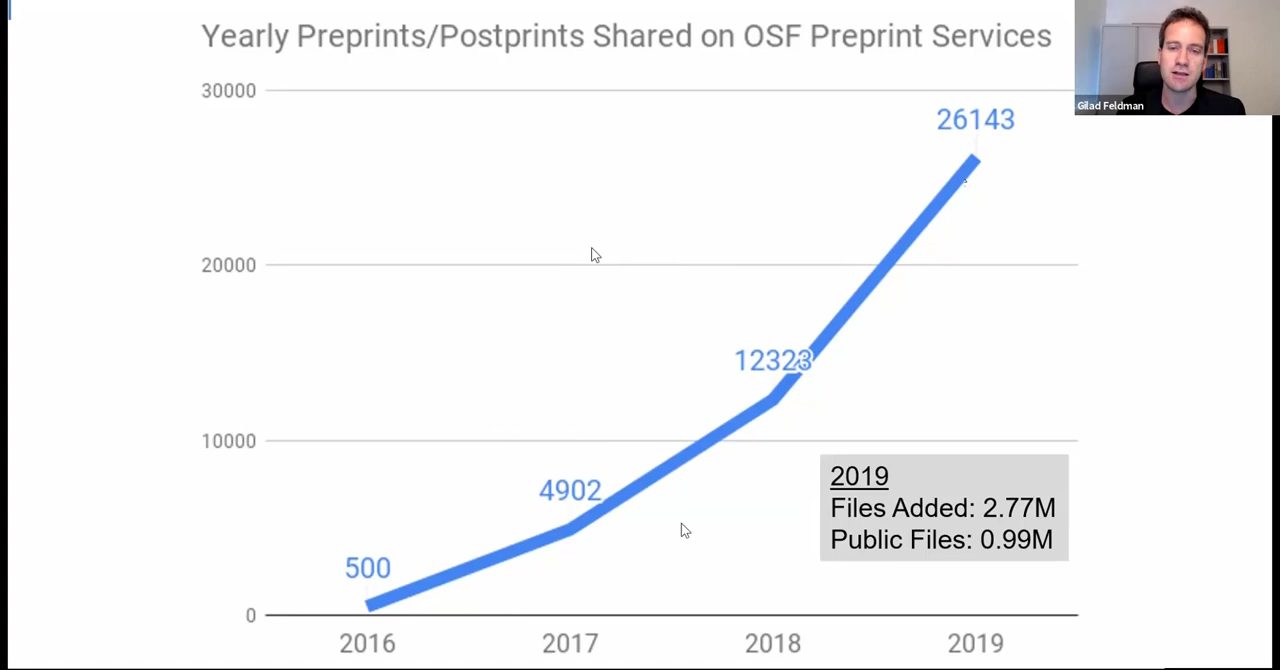 Yearly Preprints/Postprints Shared on OSF Preprint Services
Gilad Feldman
30000
26143
20000
12323
10000
4902
2019
Files Added: 2.77M
Public Files: 0.99M
500
0
2016 2017 2018 2019